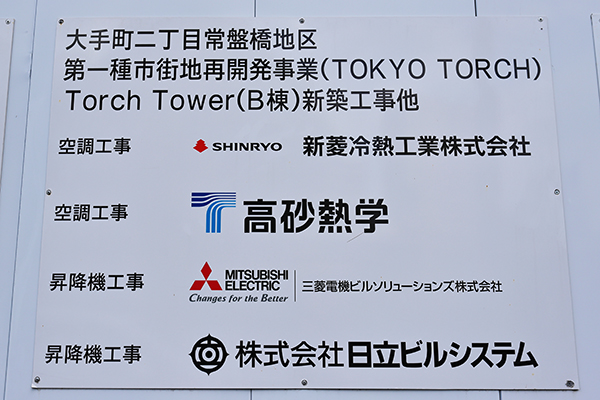 大手町二丁目常盤橋地区
第一種市街地再開発事業(TOKYO TORCH)
Torch Tower(B棟)新築工事他
空調工事 SHINRYO 新菱冷熱工業株式会社
空調工事 高砂熱学
昇降機工事 MITSUBISHI ELECTRIC Changes for the Better 三菱電機ビルソリューションズ株式会社
昇降機工事 株式会社日立ビルシステム